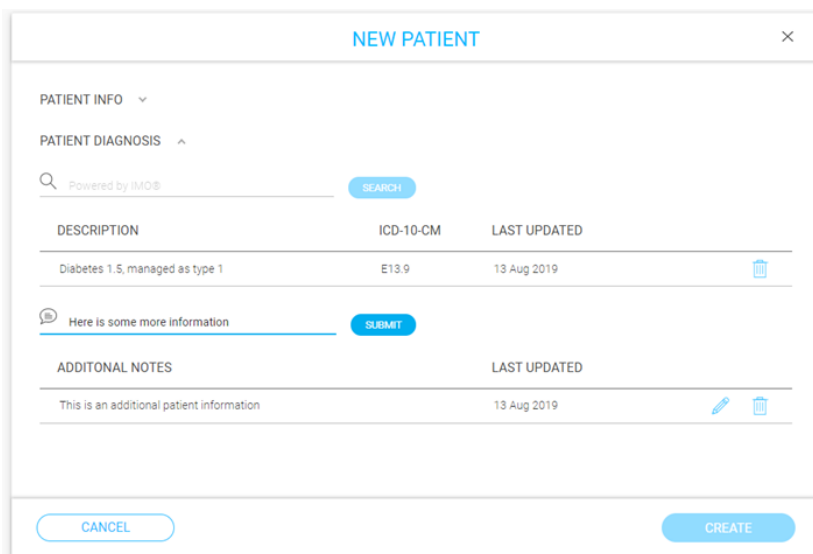 NEW PATIENT
PATIENT INFO
PATIENT DIAGNOSIS
Powered by IMO®
SEARCH
DESCRIPTION ICD-10-CM LAST UPDATED
Diabetes 1.5, managed as type 1 E13.9 13 Aug 2019
Here is some more information
SUBMIT
ADDITONAL NOTES LAST UPDATED
This is an additional patient information 13 Aug 2019
CANCEL
CREATE